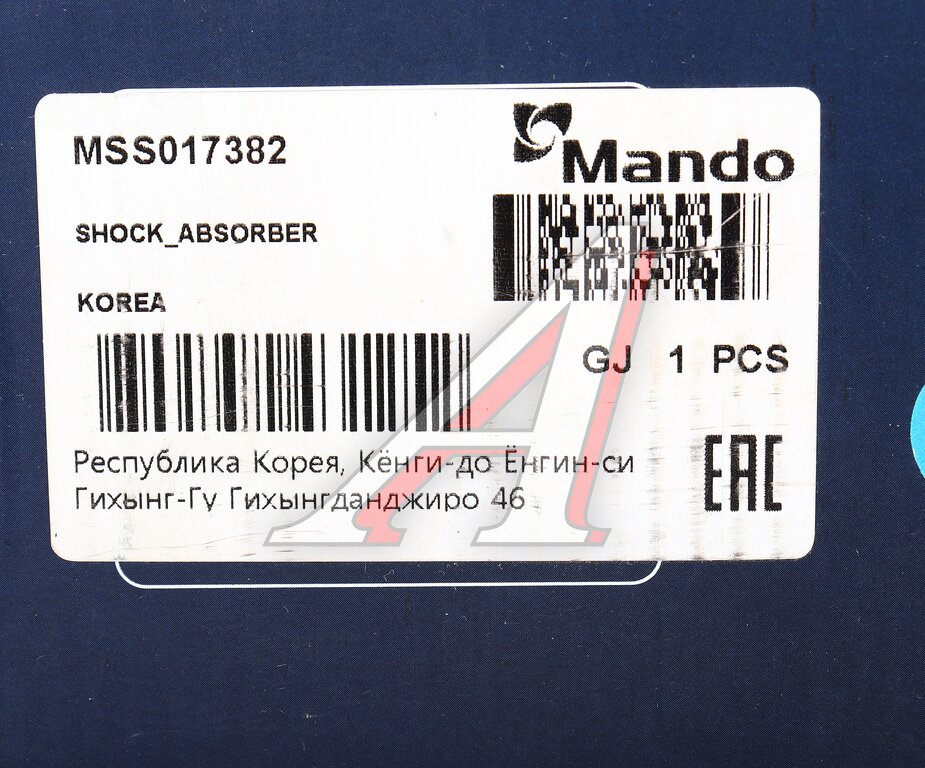 MSS017382
Mando
SHOCK_ABSORBER
KOREA
GJ 1 PCS
Республика Корея, Кёнги-до Ёнгин-си
Гихынг-Гу Гихынгданджиро 46
EAC